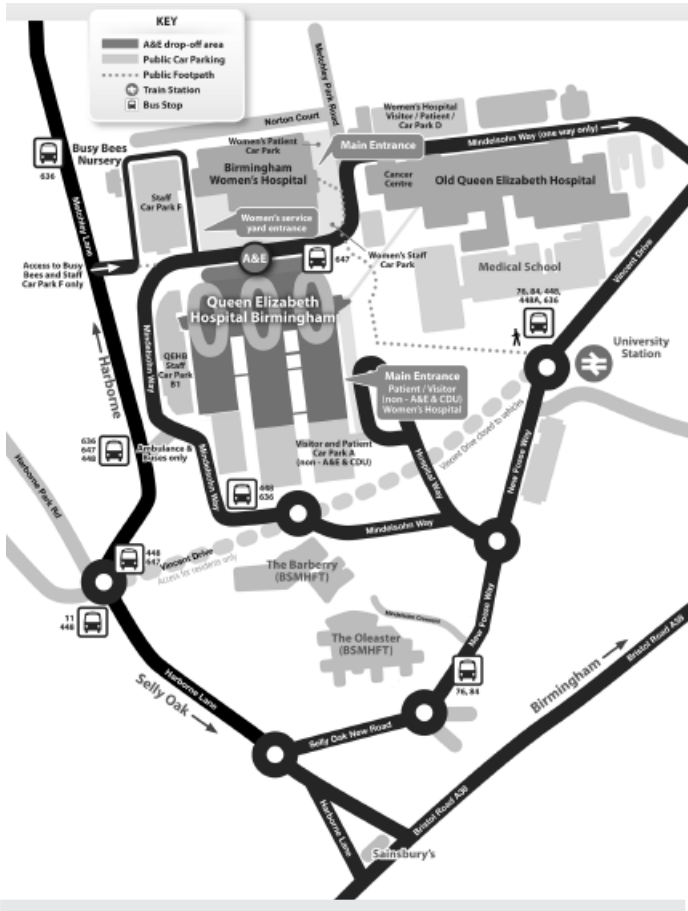 KEY
A&E drop-off area
Public Car Parking
Public Footpath
Train Station
Bus Stop
Metchley Park Road
Norton Court
Women's Hospital
Visitor / Patient /
Car Park D
Mindelsohn Way (one way only)
Women's Patient
Car Park
Main Entrance
Busy Bees
Nursery
636
Birmingham
Women's Hospital
Cancer
Centre
Old Queen Elizabeth Hospital
Staff
Car Park F
Metchley Lane
Women's service
yard entrance
A&E
647
Women's Staff
Car Park
Access to Busy
Bees and Staff
Car Park F only
Medical School
Vincent Drive
76, 84, 448,
448A, 636
Queen Elizabeth
Hospital Birmingham
Mindelsohn Way
Harborne
QEHB
Staff
Car Park
B1
University
Station
Main Entrance
Patient / Visitor
(non - A&E & CDU)
Women's Hospital
636
647
448
Ambulance &
Buses only
Visitor and Patient
Car Park A
(non - A&E & CDU)
Vincent Drive closed to vehicles
Hospital Way
New Fosse Way
Harborne Park Rd
Mindelsohn Way
448
636
Mindelsohn Way
448
647
Vincent Drive
Access for residents only
The Barberry
(BSMHFT)
11
448
Mindelsohn Crescent
The Oleaster
(BSMHFT)
New Fosse Way
76, 84
Harborne Lane
Selly Oak
Birmingham
Bristol Road A38
Selly Oak New Road
Bristol Road A38
Harborne Lane
Sainsbury's